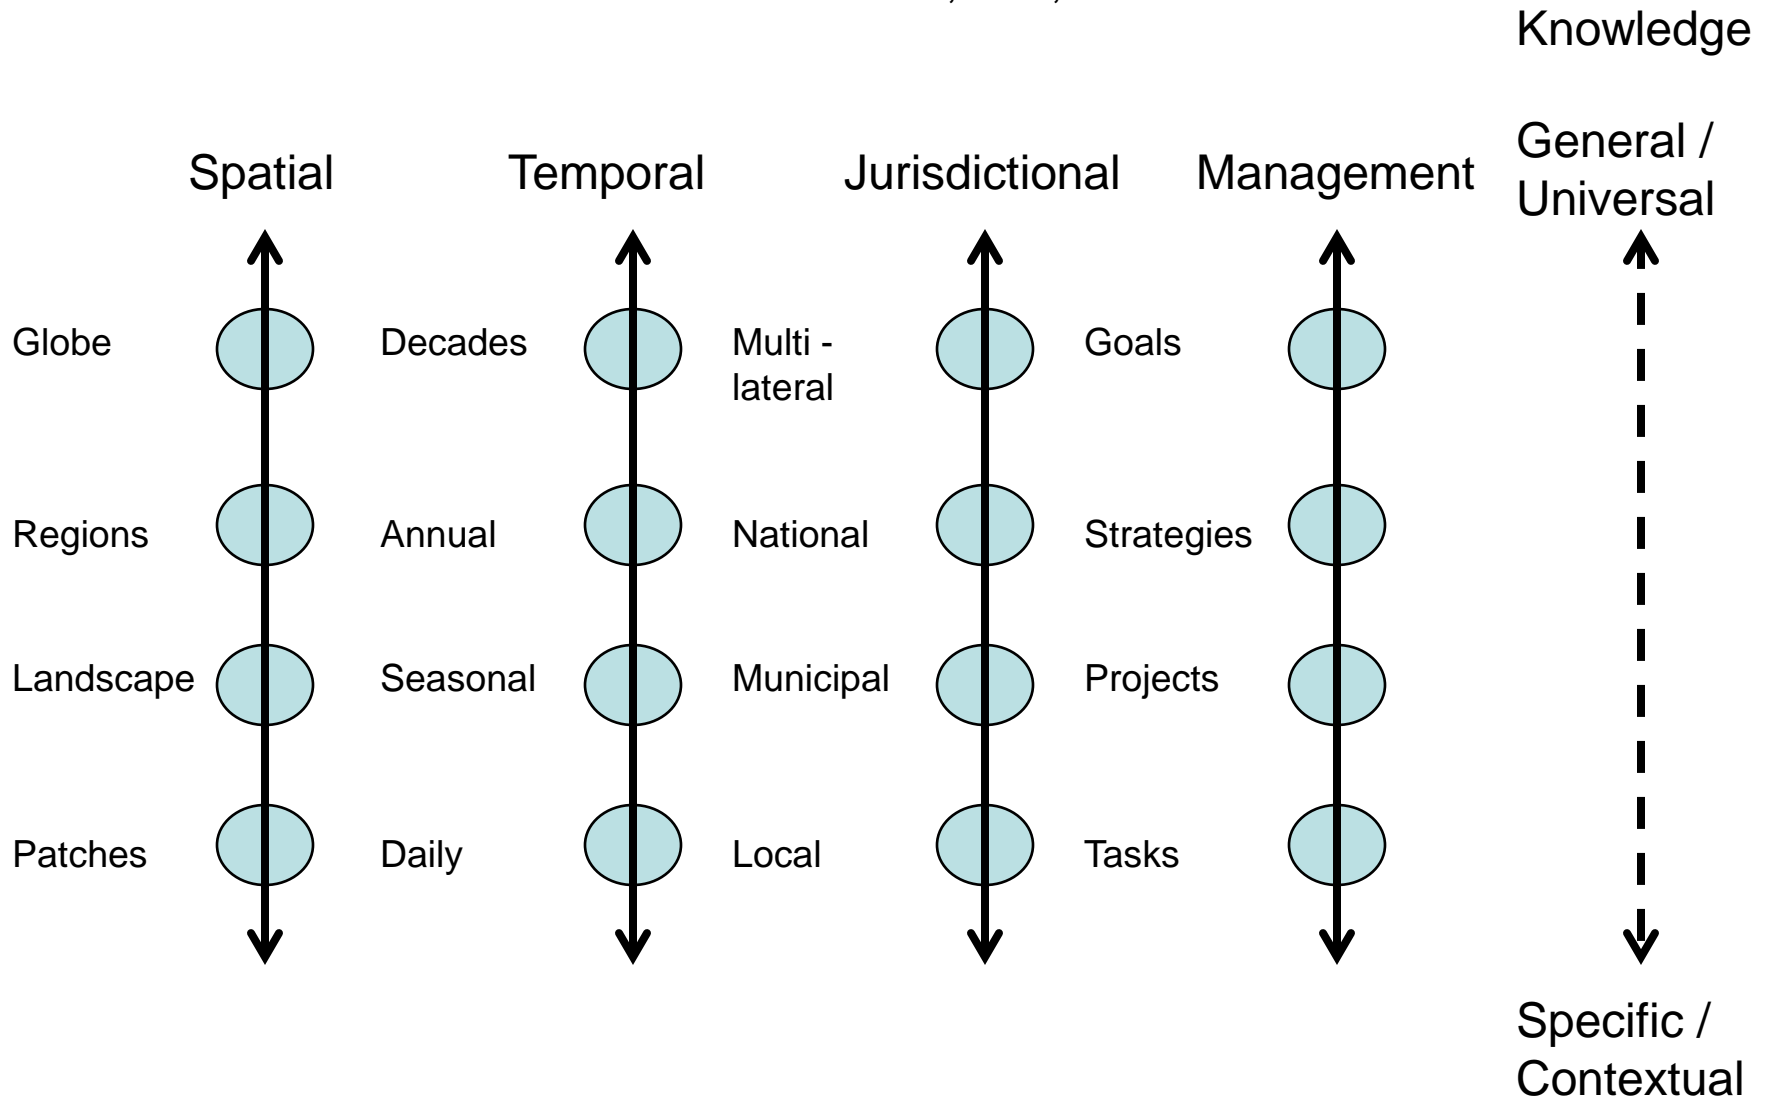 Knowledge
General /
Universal
Spatial
Temporal
Jurisdictional
Management
Globe
Decades
Multi -
lateral
Goals
Regions
Annual
National
Strategies
Landscape
Seasonal
Municipal
Projects
Patches
Daily
Local
Tasks
Specific /
Contextual